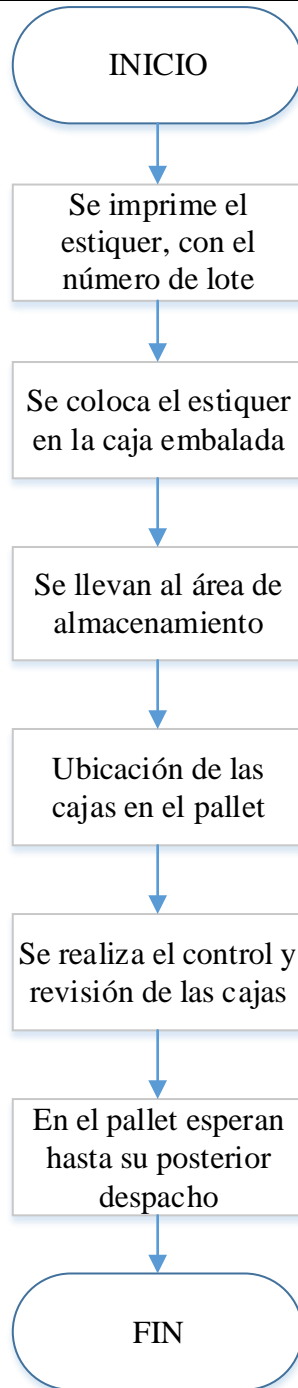 INICIO
Se imprime el
estiquer, con el
número de lote
Se coloca el estiquer
en la caja embalada
Se llevan al área de
almacenamiento
Ubicación de las
cajas en el pallet
Se realiza el control y
revisión de las cajas
En el pallet esperan
hasta su posterior
despacho
FIN